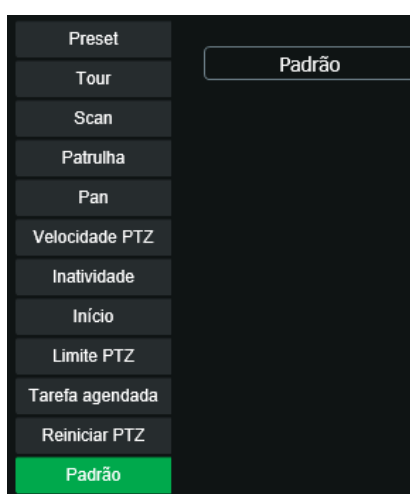 Preset
Tour
Scan
Patrulha
Pan
Velocidade PTZ
Inatividade
Início
Limite PTZ
Tarefa agendada
Reiniciar PTZ
Padrão
Padrão